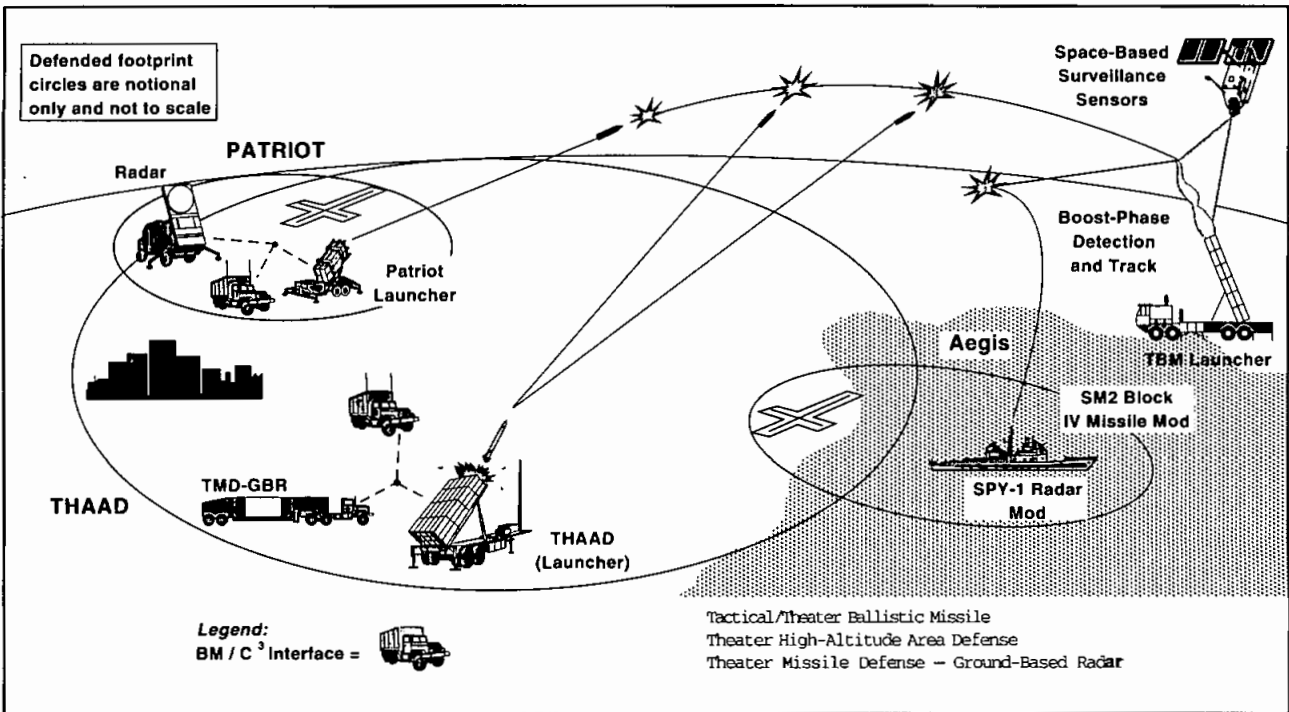 Defended footprint
circles are notional
only and not to scale
PATRIOT
Radar
Patriot
Launcher
Space-Based
Surveillance
Sensors
Boost-Phase
Detection
and Track
TBM Launcher
Aegis
SM2 Block
IV Missile Mod
SPY-1 Radar
Mod
THAAD
TMD-GBR
THAAD
(Launcher)
Legend:
BM / C³ Interface =
Tactical/Theater Ballistic Missile
Theater High-Altitude Area Defense
Theater Missile Defense — Ground-Based Radar